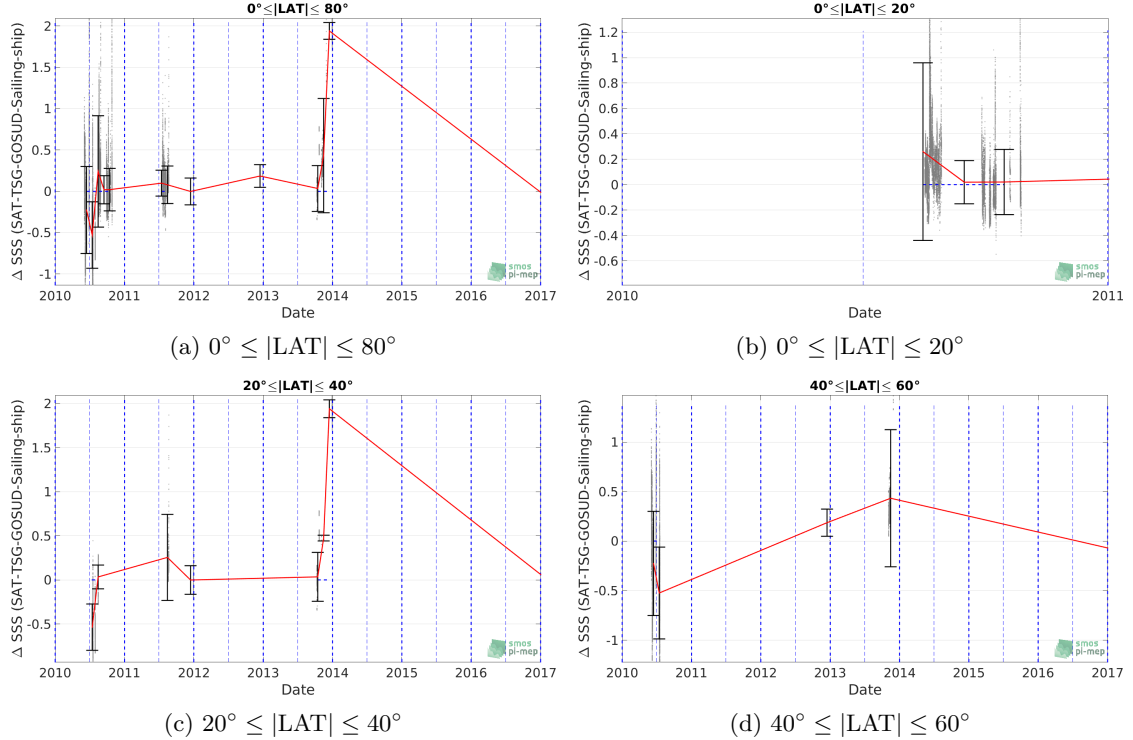 0°≤|LAT|≤ 80°
Δ SSS (SAT-TSG-GOSUD-Sailing-ship)
2
1.5
1
0.5
0
-0.5
-1
2010 2011 2012 2013 2014 2015 2016 2017
Date
smos
pi-mep
(a) 0° ≤ |LAT| ≤ 80°
0°≤|LAT|≤ 20°
Δ SSS (SAT-TSG-GOSUD-Sailing-ship)
1.2
1
0.8
0.6
0.4
0.2
0
-0.2
-0.4
-0.6
2010 2011
Date
smos
pi-mep
(b) 0° ≤ |LAT| ≤ 20°
20°≤|LAT|≤ 40°
Δ SSS (SAT-TSG-GOSUD-Sailing-ship)
2
1.5
1
0.5
0
-0.5
2010 2011 2012 2013 2014 2015 2016 2017
Date
smos
pi-mep
(c) 20° ≤ |LAT| ≤ 40°
40°≤|LAT|≤ 60°
Δ SSS (SAT-TSG-GOSUD-Sailing-ship)
1
0.5
0
-0.5
-1
2010 2011 2012 2013 2014 2015 2016 2017
Date
smos
pi-mep
(d) 40° ≤ |LAT| ≤ 60°